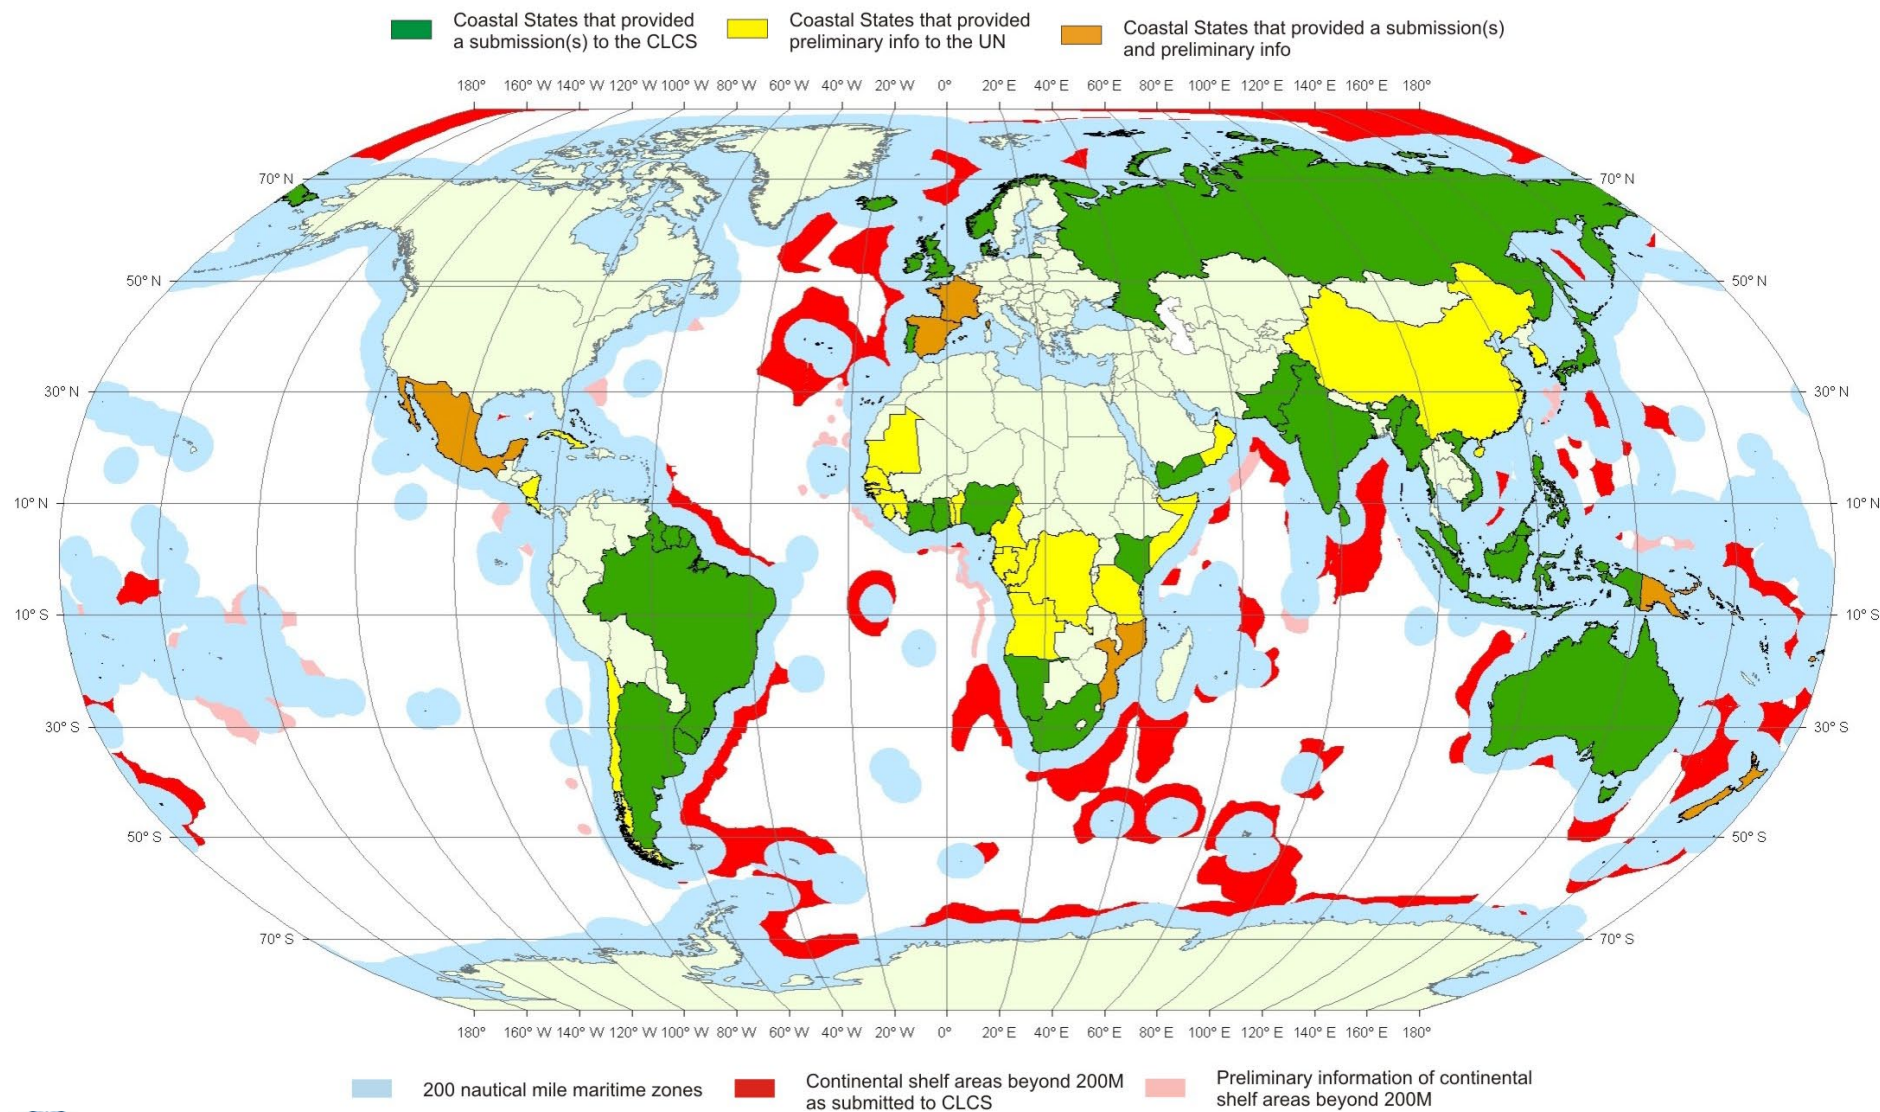 Coastal States that provided
a submission(s) to the CLCS
Coastal States that provided
preliminary info to the UN
Coastal States that provided a submission(s)
and preliminary info
180° 160° W 140° W 120° W 100° W 80° W 60° W 40° W 20° W 0° 20° E 40° E 60° E 80° E 100° E 120° E 140° E 160° E 180°
70° N 70° N
50° N 50° N
30° N 30° N
10° N 10° N
10° S 10° S
30° S 30° S
50° S 50° S
70° S 70° S
180° 160° W 140° W 120° W 100° W 80° W 60° W 40° W 20° W 0° 20° E 40° E 60° E 80° E 100° E 120° E 140° E 160° E 180°
200 nautical mile maritime zones
Continental shelf areas beyond 200M
as submitted to CLCS
Preliminary information of continental
shelf areas beyond 200M